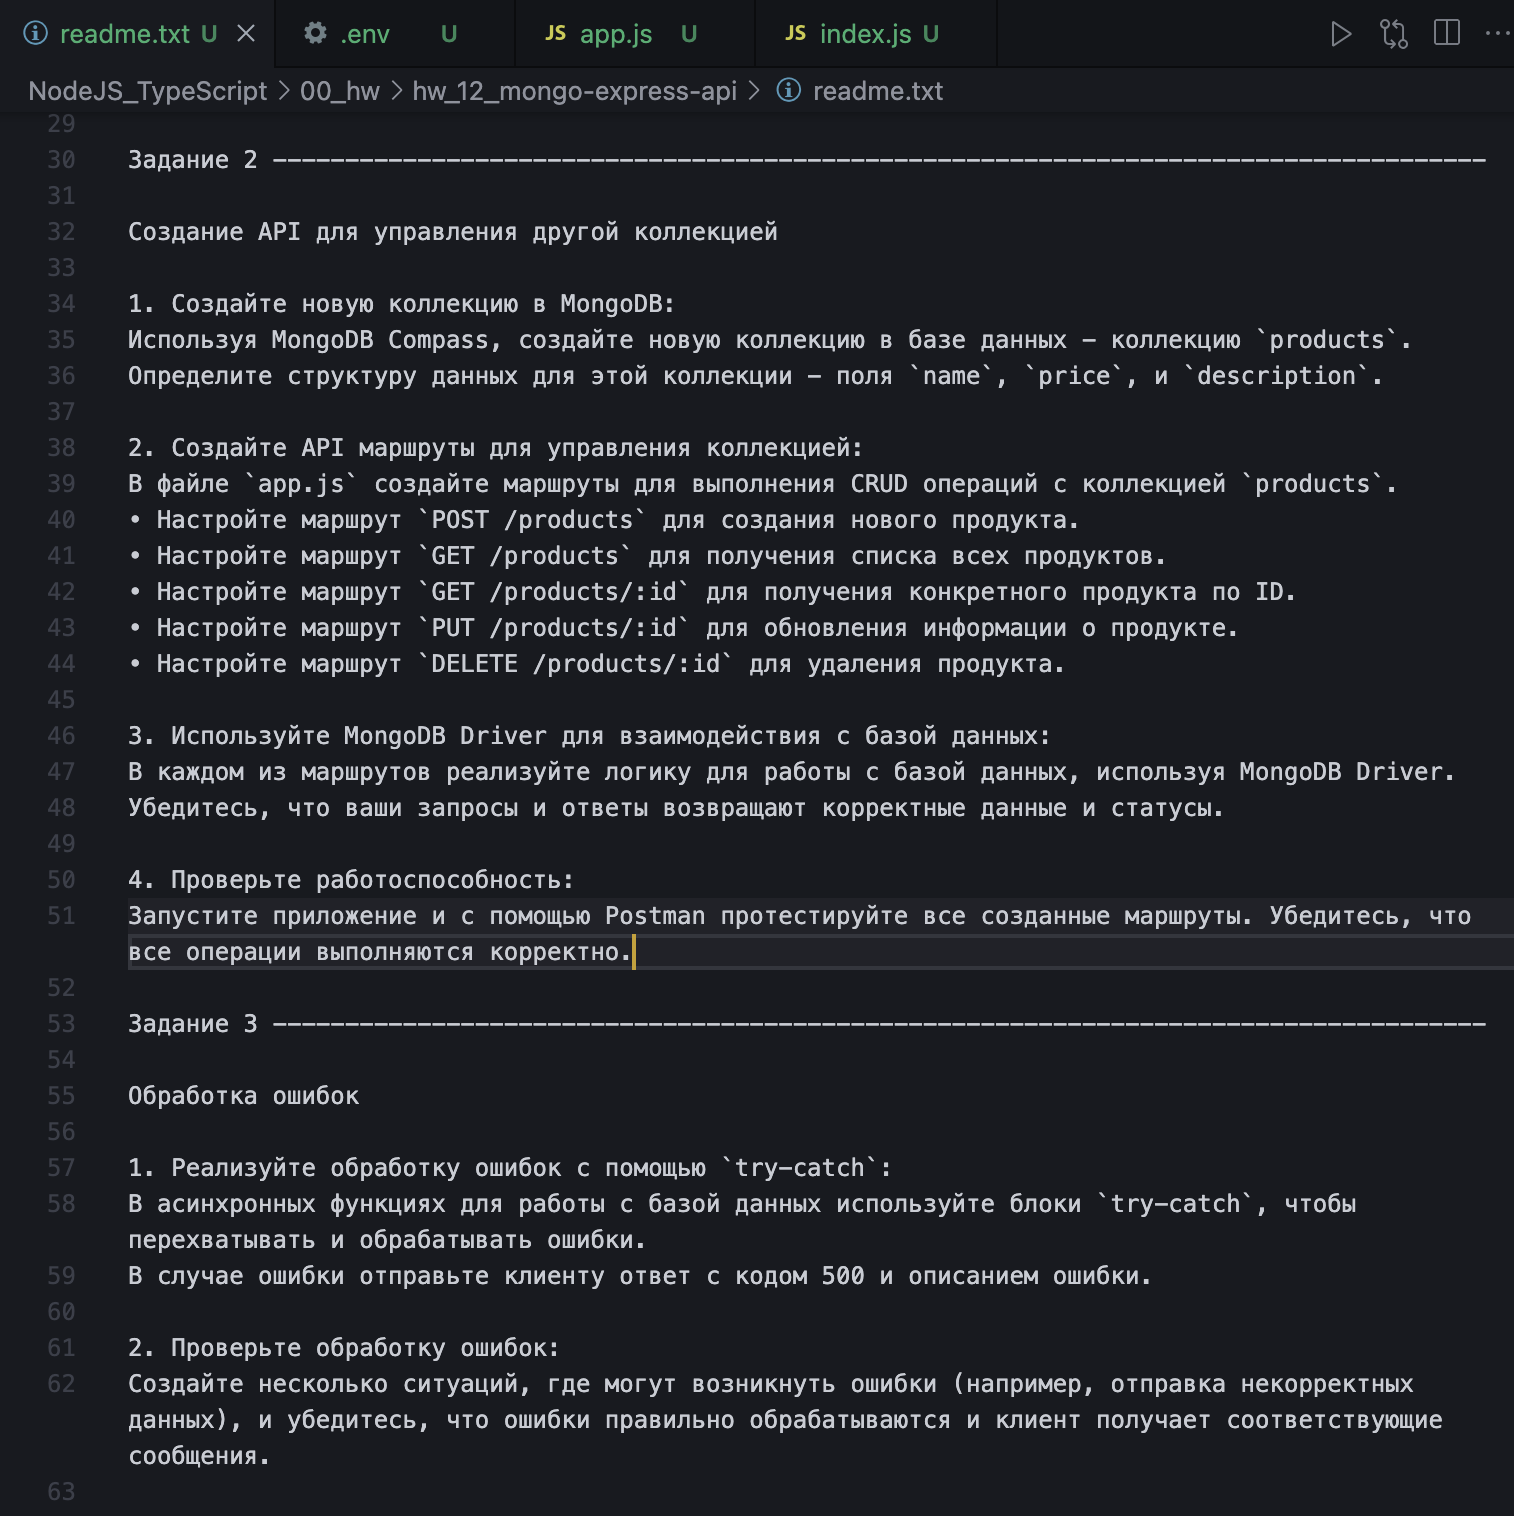 readme.txt U
.env U
JS app.js U
JS index.js U
NodeJS_TypeScript > 00_hw > hw_12_mongo-express-api > readme.txt
29
30 Задание 2 ------------------------------------------------------------------------------------
31
32 Создание API для управления другой коллекцией
33
34 1. Создайте новую коллекцию в MongoDB:
35 Используя MongoDB Compass, создайте новую коллекцию в базе данных – коллекцию `products`.
36 Определите структуру данных для этой коллекции – поля `name`, `price`, и `description`.
37
38 2. Создайте API маршруты для управления коллекцией:
39 В файле `app.js` создайте маршруты для выполнения CRUD операций с коллекцией `products`.
40 • Настройте маршрут `POST /products` для создания нового продукта.
41 • Настройте маршрут `GET /products` для получения списка всех продуктов.
42 • Настройте маршрут `GET /products/:id` для получения конкретного продукта по ID.
43 • Настройте маршрут `PUT /products/:id` для обновления информации о продукте.
44 • Настройте маршрут `DELETE /products/:id` для удаления продукта.
45
46 3. Используйте MongoDB Driver для взаимодействия с базой данных:
47 В каждом из маршрутов реализуйте логику для работы с базой данных, используя MongoDB Driver.
48 Убедитесь, что ваши запросы и ответы возвращают корректные данные и статусы.
49
50 4. Проверьте работоспособность:
51 Запустите приложение и с помощью Postman протестируйте все созданные маршруты. Убедитесь, что
все операции выполняются корректно.
52
53 Задание 3 ------------------------------------------------------------------------------------
54
55 Обработка ошибок
56
57 1. Реализуйте обработку ошибок с помощью `try-catch`:
58 В асинхронных функциях для работы с базой данных используйте блоки `try-catch`, чтобы
перехватывать и обрабатывать ошибки.
59 В случае ошибки отправьте клиенту ответ с кодом 500 и описанием ошибки.
60
61 2. Проверьте обработку ошибок:
62 Создайте несколько ситуаций, где могут возникнуть ошибки (например, отправка некорректных
данных), и убедитесь, что ошибки правильно обрабатываются и клиент получает соответствующие
сообщения.
63